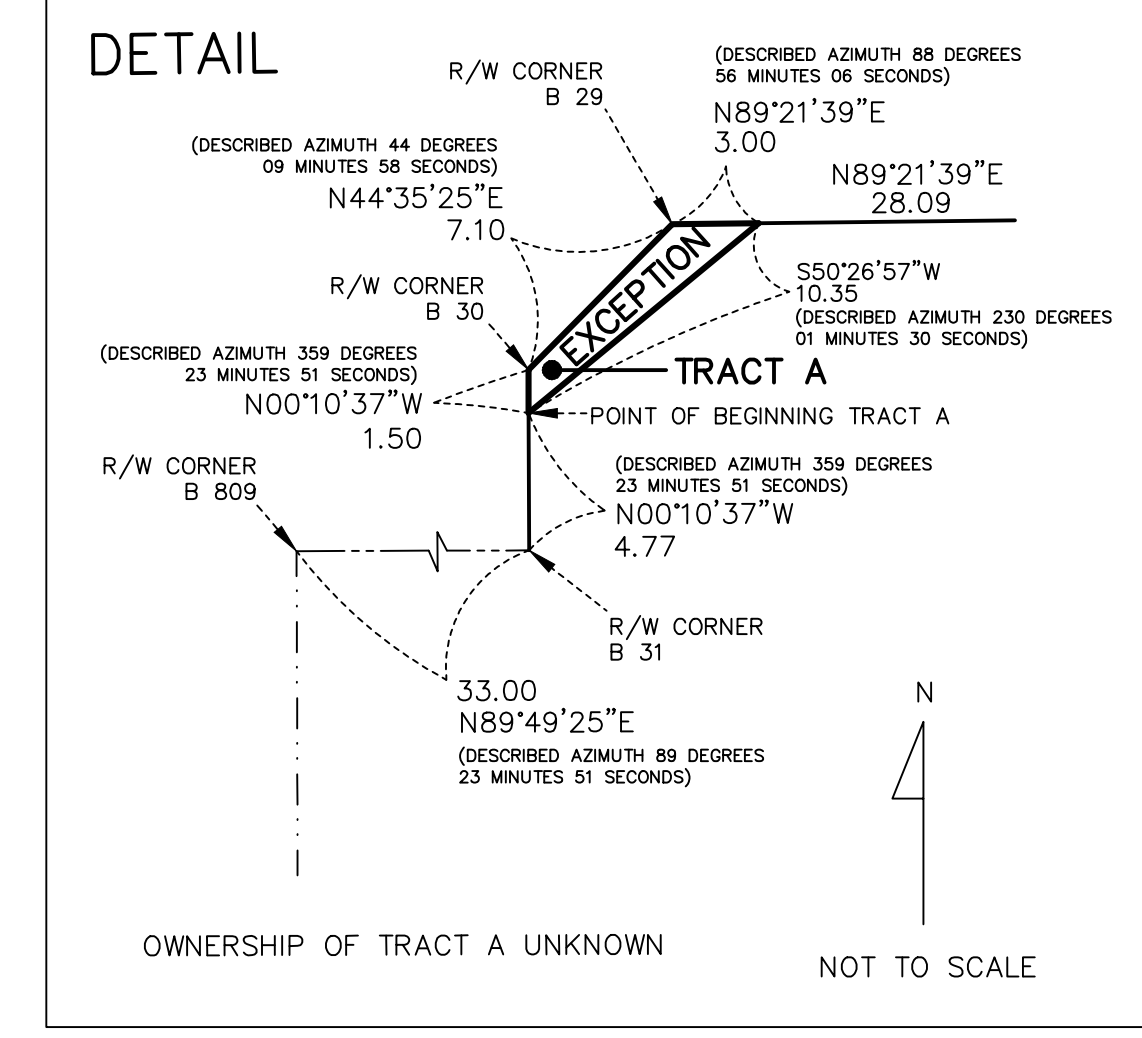 DETAIL
R/W CORNER
B 29
(DESCRIBED AZIMUTH 88 DEGREES
56 MINUTES 06 SECONDS)
N89°21'39"E
3.00
(DESCRIBED AZIMUTH 44 DEGREES
09 MINUTES 58 SECONDS)
N44°35'25"E
7.10
N89°21'39"E
28.09
R/W CORNER
B 30
EXCEPTION
S50°26'57"W
10.35
(DESCRIBED AZIMUTH 230 DEGREES
01 MINUTES 30 SECONDS)
(DESCRIBED AZIMUTH 359 DEGREES
23 MINUTES 51 SECONDS)
N00°10'37"W
1.50
TRACT A
POINT OF BEGINNING TRACT A
R/W CORNER
B 809
(DESCRIBED AZIMUTH 359 DEGREES
23 MINUTES 51 SECONDS)
N00°10'37"W
4.77
R/W CORNER
B 31
33.00
N89°49'25"E
(DESCRIBED AZIMUTH 89 DEGREES
23 MINUTES 51 SECONDS)
N
OWNERSHIP OF TRACT A UNKNOWN
NOT TO SCALE